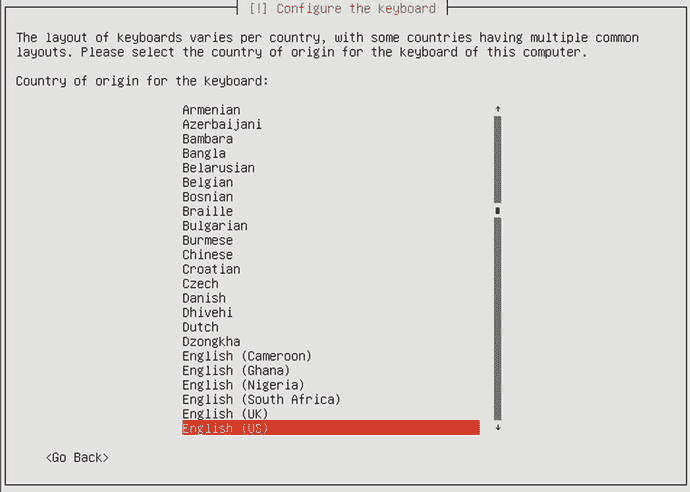 [!] Configure the keyboard
The layout of keyboards varies per country, with some countries having multiple common
layouts. Please select the country of origin for the keyboard of this computer.
Country of origin for the keyboard:
Armenian
Azerbaijani
Bambara
Bangla
Belarusian
Belgian
Bosnian
Braille
Bulgarian
Burmese
Chinese
Croatian
Czech
Danish
Dhivehi
Dutch
Dzongkha
English (Cameroon)
English (Ghana)
English (Nigeria)
English (South Africa)
English (UK)
English (US)
<Go Back>